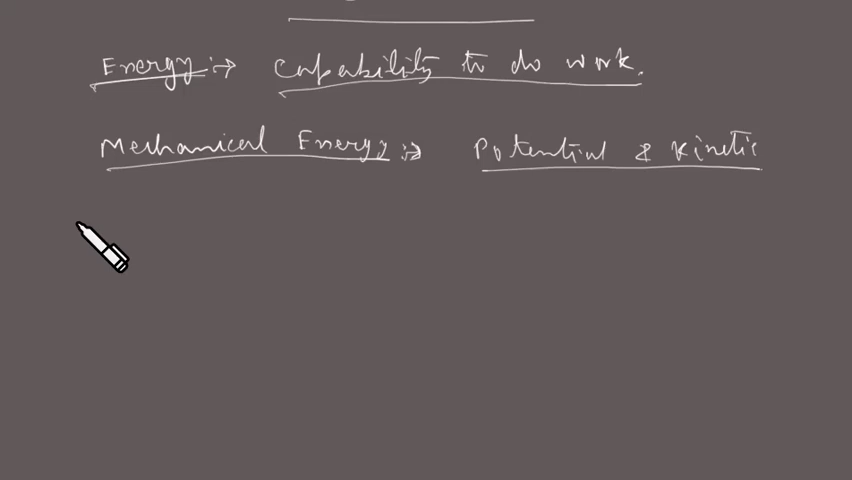 Energy :→ Capability to do work.
Mechanical Energy :→ Potential & Kinetic